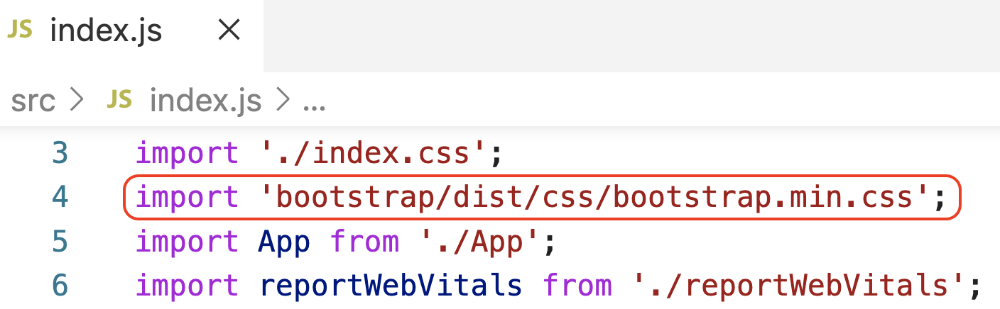 JS index.js ×
src > JS index.js > ...
3 import './index.css';
4 import 'bootstrap/dist/css/bootstrap.min.css';
5 import App from './App';
6 import reportWebVitals from './reportWebVitals';